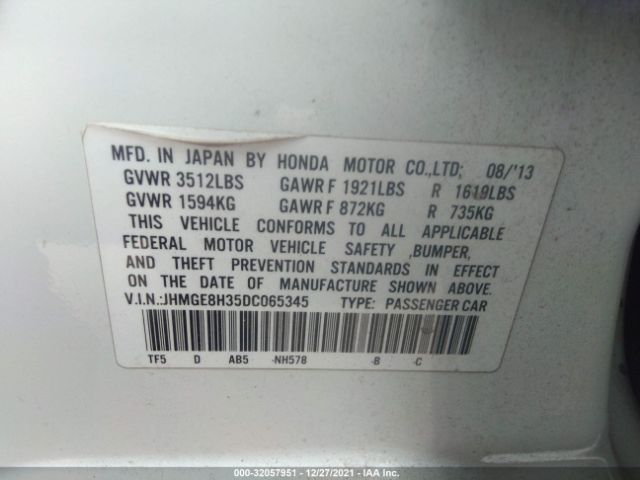 MFD. IN JAPAN BY HONDA MOTOR CO.,LTD; 08/'13
GVWR 3512LBS GAWR F 1921LBS R 1619LBS
GVWR 1594KG GAWR F 872KG R 735KG
THIS VEHICLE CONFORMS TO ALL APPLICABLE
FEDERAL MOTOR VEHICLE SAFETY ,BUMPER,
AND THEFT PREVENTION STANDARDS IN EFFECT
ON THE DATE OF MANUFACTURE SHOWN ABOVE.
V.I.N.:JHMGE8H35DC065345 TYPE: PASSENGER CAR
TF5 D AB5 -NH578 -B -C
000-32057951 | 12/27/2021 | IAA Inc.